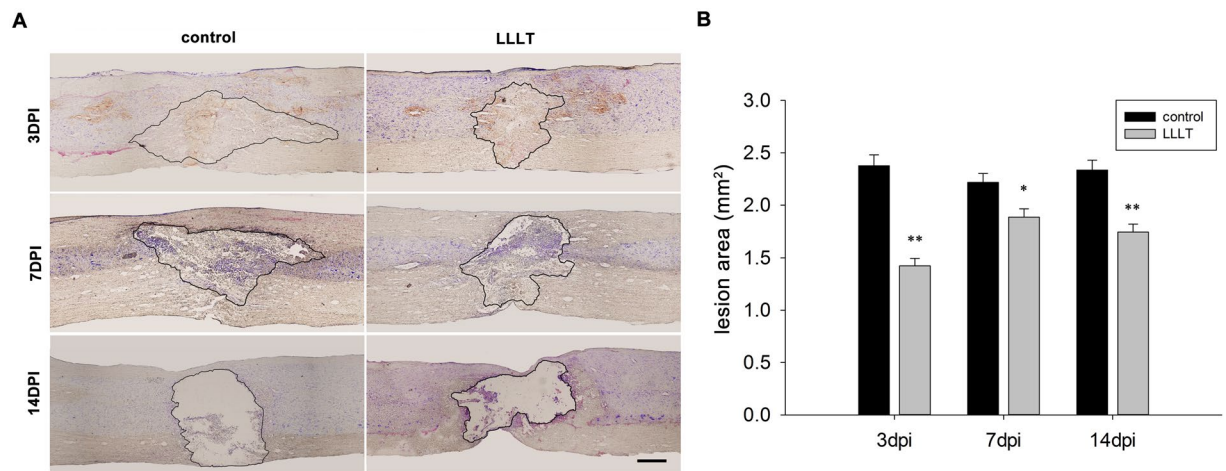 A
control
LLLT
3DPI
7DPI
14DPI
B
lesion area (mm²)
3.0
2.5
2.0
1.5
1.0
0.5
0.0
control
LLLT
**
*
**
3dpi
7dpi
14dpi